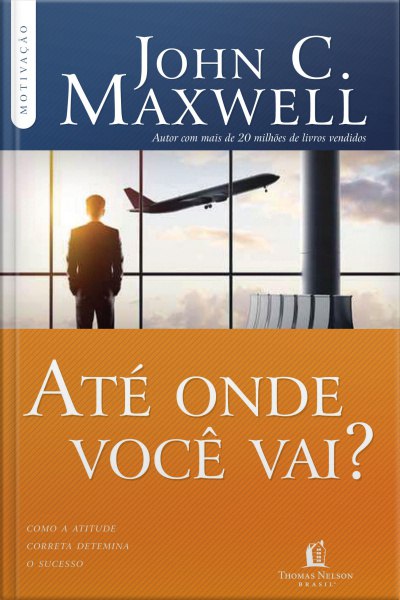 MOTIVAÇÃO
JOHN C.
MAXWELL
Autor com mais de 20 milhões de livros vendidos
ATÉ ONDE
VOCÊ VAI?
COMO A ATITUDE
CORRETA DETEMINA
O SUCESSO
THOMAS NELSON
BRASIL®